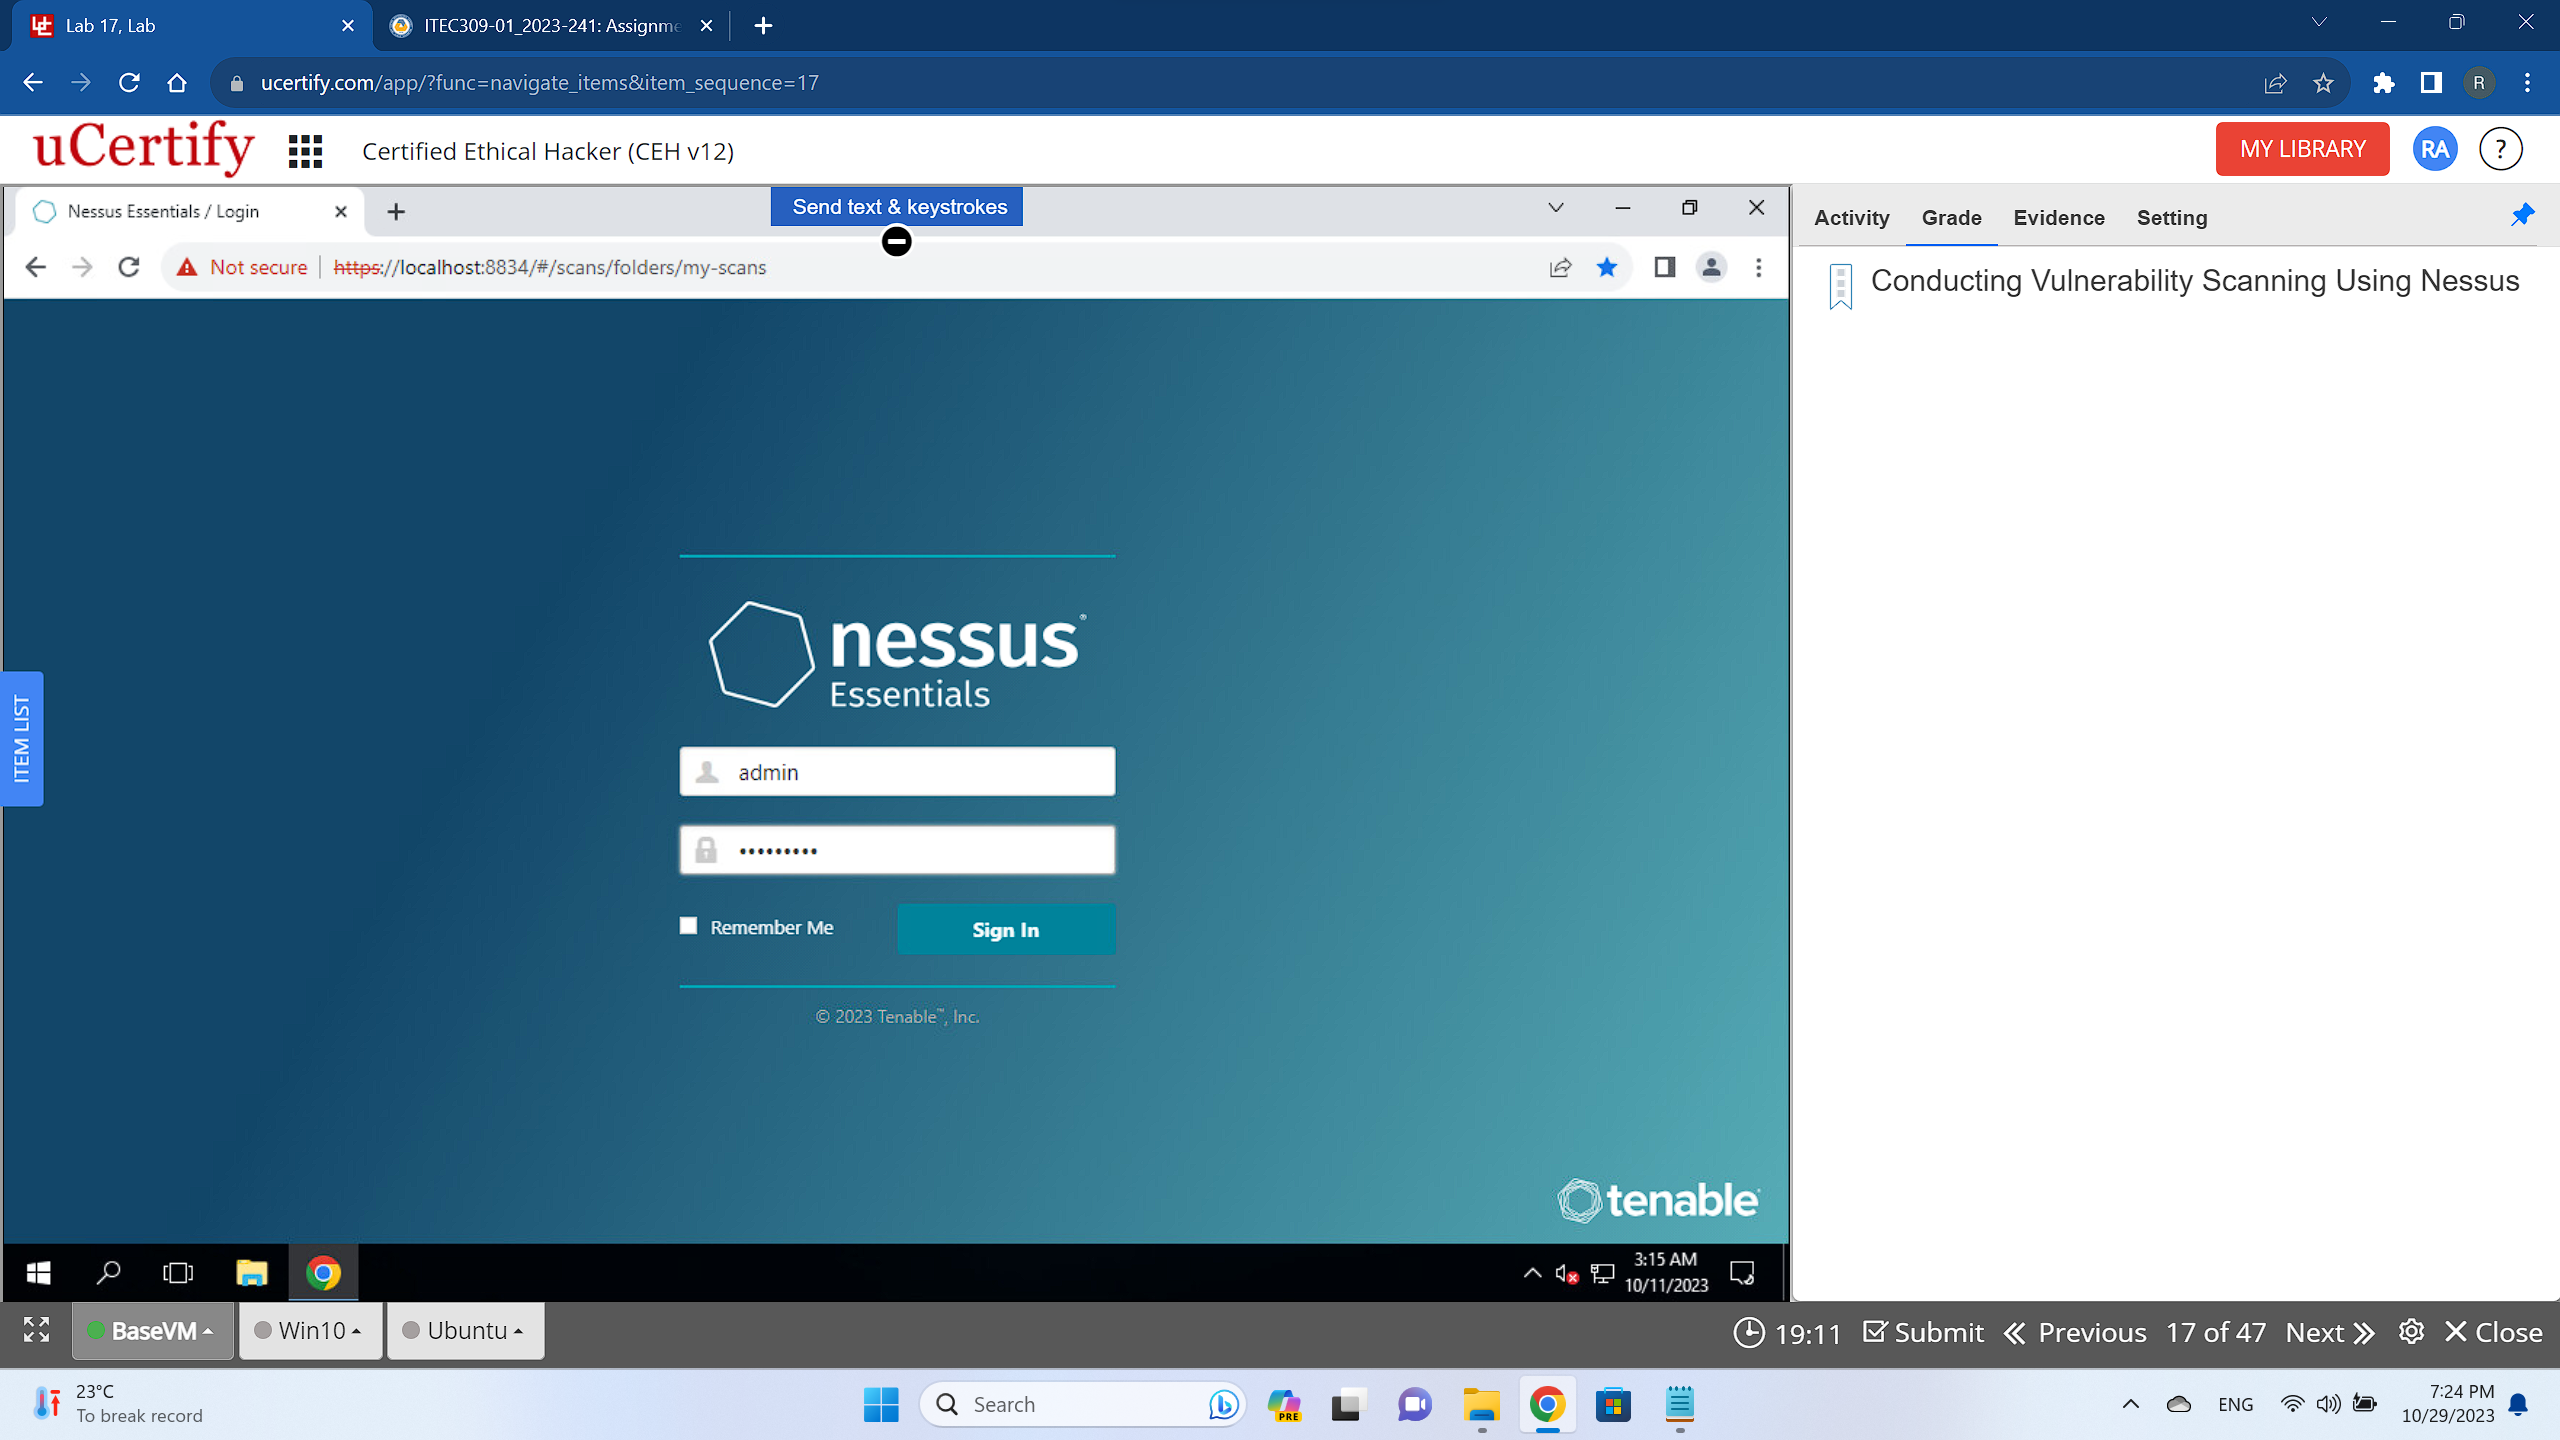 Lab 17, Lab
ITEC309-01_2023-241: Assignme
ucertify.com/app/?func=navigate_items&item_sequence=17
R
uCertify
Certified Ethical Hacker (CEH v12)
MY LIBRARY
RA
?
Nessus Essentials / Login
Send text & keystrokes
Activity
Grade
Evidence
Setting
Not secure
https://localhost:8834/#/scans/folders/my-scans
Conducting Vulnerability Scanning Using Nessus
nessus
Essentials
ITEM LIST
admin
Remember Me
Sign In
© 2023 Tenable™, Inc.
tenable
3:15 AM
10/11/2023
BaseVM
Win10
Ubuntu
19:11
Submit
Previous
17 of 47
Next
Close
23°C
To break record
Search
PRE
ENG
7:24 PM
10/29/2023